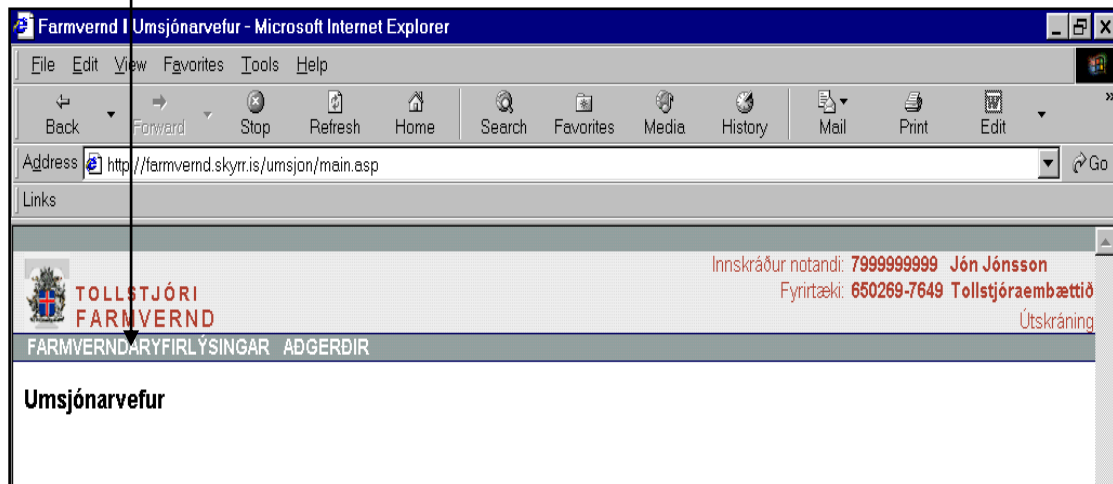 Farmvernd I Umsjónarvefur - Microsoft Internet Explorer
File Edit View Favorites Tools Help
Back Forward Stop Refresh Home Search Favorites Media History Mail Print Edit »
Address http://farmvernd.skyrr.is/umsjon/main.asp Go
Links
Innskráður notandi: 7999999999 Jón Jónsson
Fyrirtæki: 650269-7649 Tollstjóraembættið
Útskráning
TOLLSTJÓRI
FARMVERND
FARMVERNDARYFIRLÝSINGAR AÐGERÐIR
Umsjónarvefur